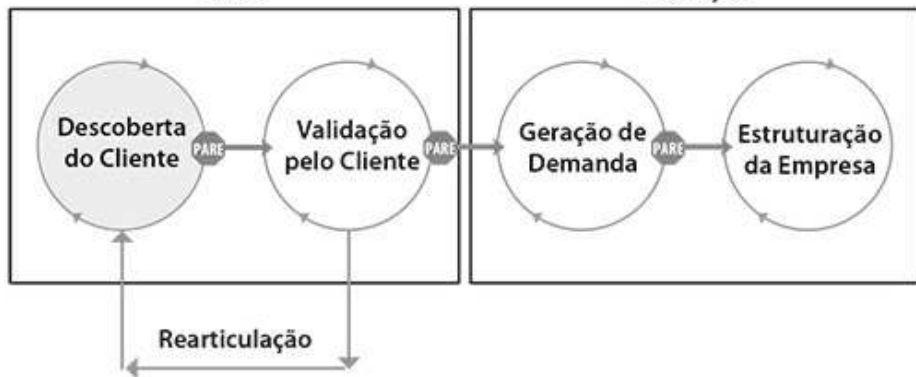 Descoberta
do Cliente
PARE
Validação
pelo Cliente
PARE
Geração de
Demanda
PARE
Estruturação
da Empresa
Rearticulação